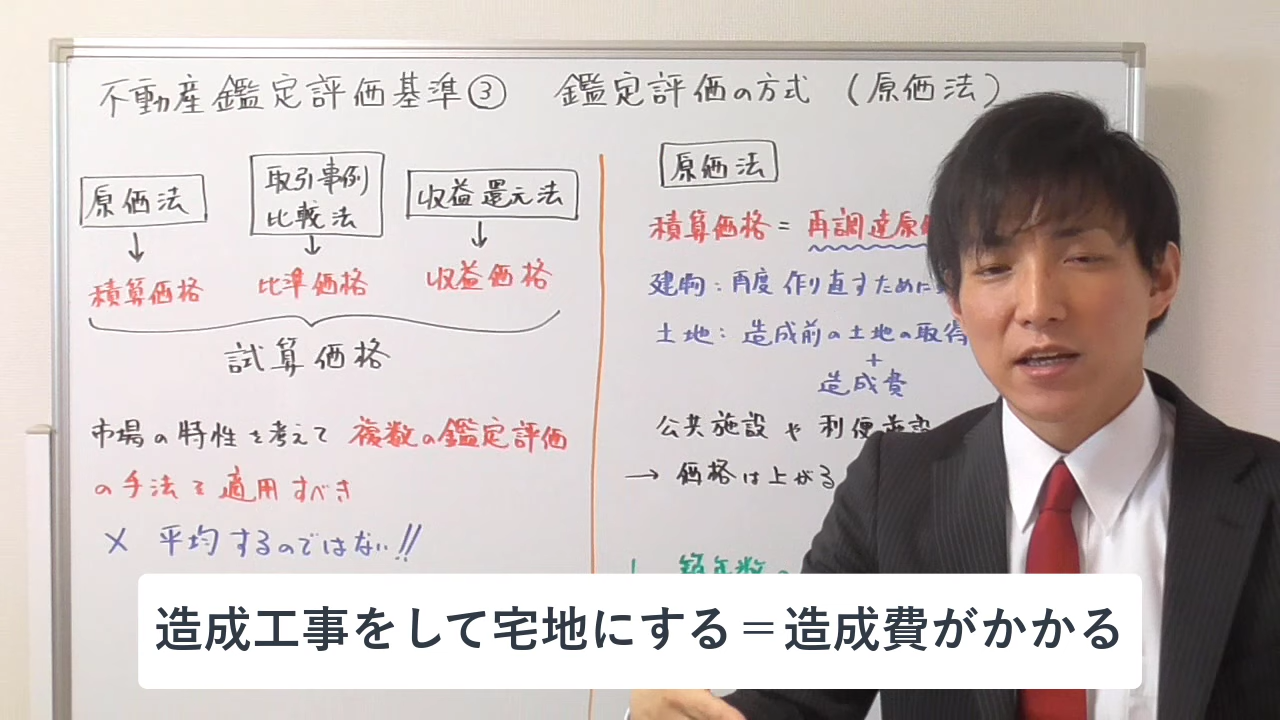 不動産鑑定評価基準③ 鑑定評価の方式 (原価法)
原価法
取引事例
比較法
収益還元法
↓ ↓ ↓
積算価格 比準価格 収益価格
試算価格
市場の特性を考えて 複数の鑑定評価
の手法を適用すべき
× 平均するのではない!!
原価法
積算価格 = 再調達原価
建物:再度作り直すために
土地:造成前の土地の取得
+
造成費
公共施設や利便施設
→ 価格は上がる
造成工事をして宅地にする＝造成費がかかる